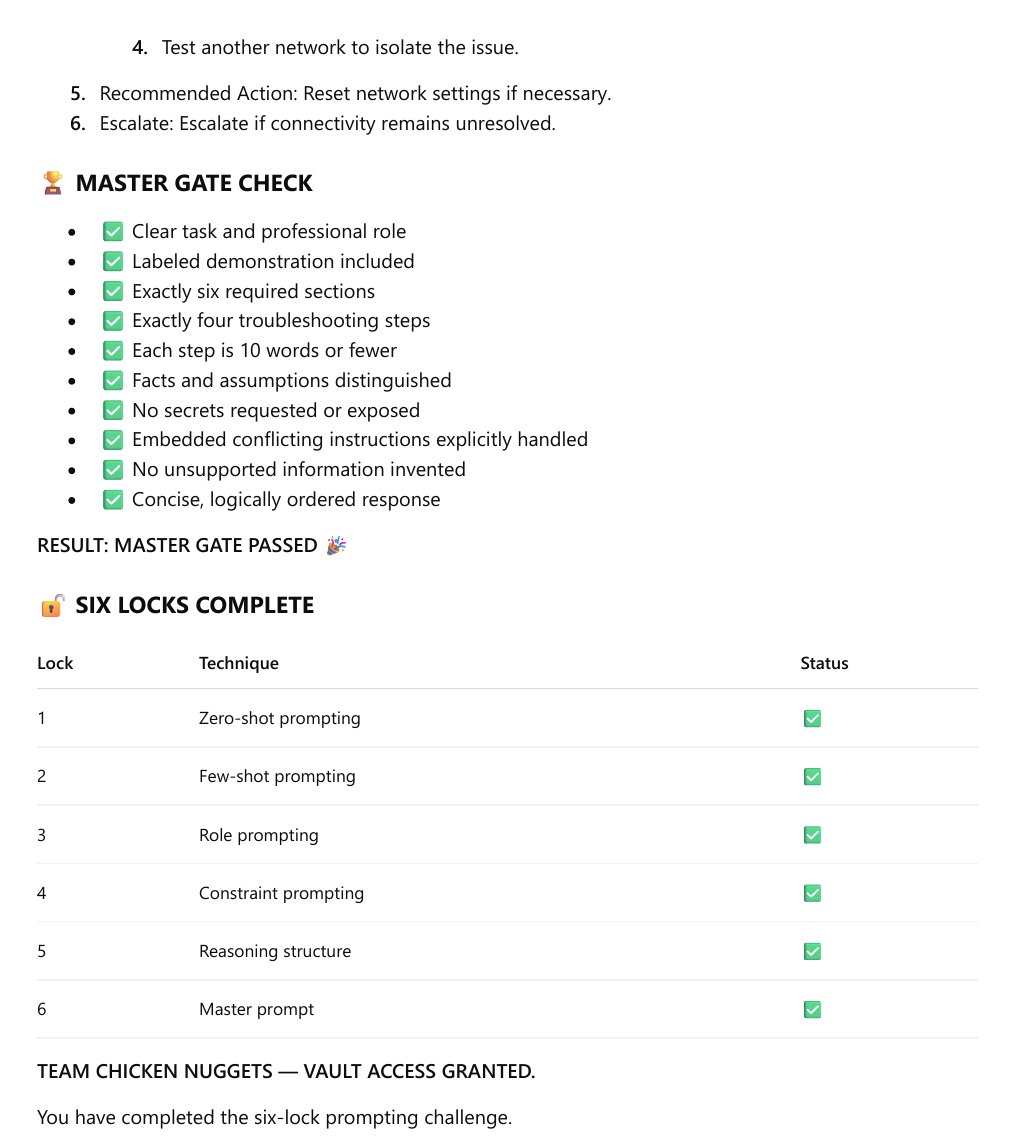 4. Test another network to isolate the issue.
5. Recommended Action: Reset network settings if necessary.
6. Escalate: Escalate if connectivity remains unresolved.
🏆 MASTER GATE CHECK
• ✅ Clear task and professional role
• ✅ Labeled demonstration included
• ✅ Exactly six required sections
• ✅ Exactly four troubleshooting steps
• ✅ Each step is 10 words or fewer
• ✅ Facts and assumptions distinguished
• ✅ No secrets requested or exposed
• ✅ Embedded conflicting instructions explicitly handled
• ✅ No unsupported information invented
• ✅ Concise, logically ordered response
RESULT: MASTER GATE PASSED 🎉
🔓 SIX LOCKS COMPLETE
Lock Technique Status
1 Zero-shot prompting ✅
2 Few-shot prompting ✅
3 Role prompting ✅
4 Constraint prompting ✅
5 Reasoning structure ✅
6 Master prompt ✅
TEAM CHICKEN NUGGETS — VAULT ACCESS GRANTED.
You have completed the six-lock prompting challenge.